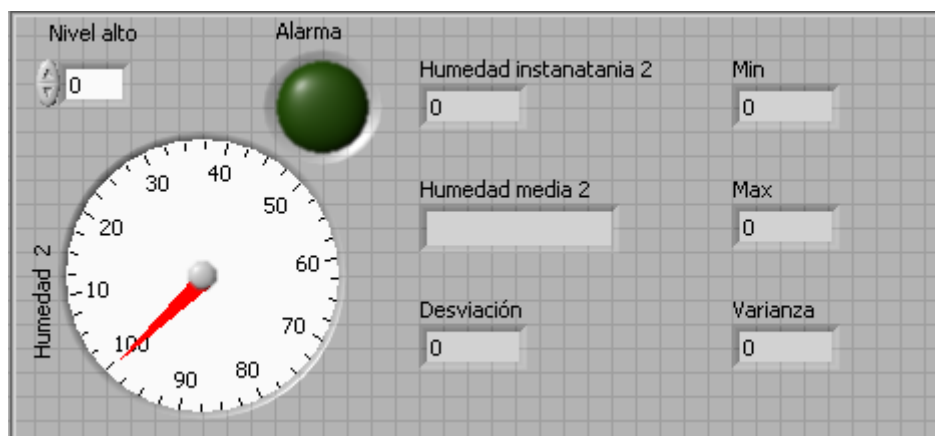 Nivel alto
0
Alarma
Humedad instanatania 2
0
Min
0
Humedad media 2
Max
0
Desviación
0
Varianza
0
Humedad 2
10
20
30
40
50
60
70
80
90
100